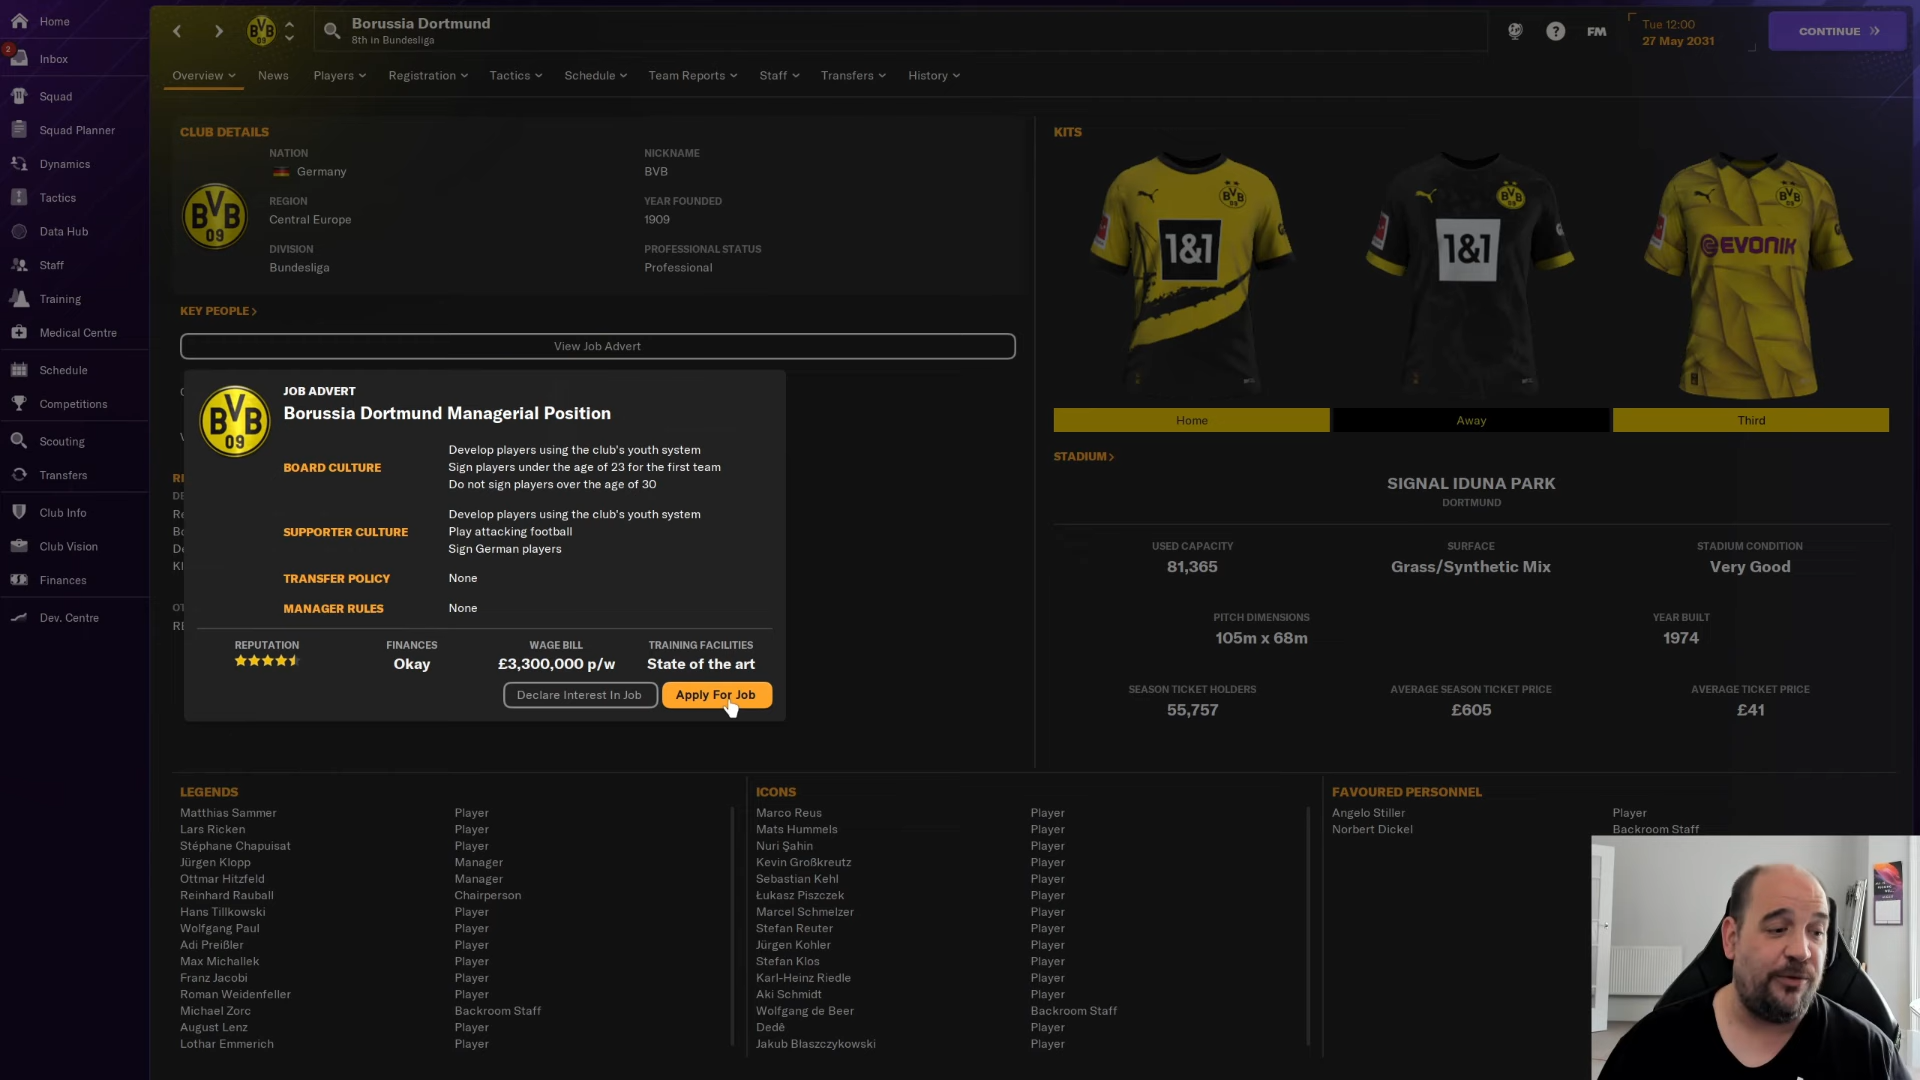 Home
2
Inbox
Squad
Squad Planner
Dynamics
Tactics
Data Hub
Staff
Training
Medical Centre
Schedule
Competitions
Scouting
Transfers
Club Info
Club Vision
Finances
Dev. Centre
BVB 09
Borussia Dortmund
8th in Bundesliga
FM
Tue 12:00
27 May 2031
CONTINUE
Overview
News
Players
Registration
Tactics
Schedule
Team Reports
Staff
Transfers
History
CLUB DETAILS
BVB 09
NATION
Germany
NICKNAME
BVB
REGION
Central Europe
YEAR FOUNDED
1909
DIVISION
Bundesliga
PROFESSIONAL STATUS
Professional
KEY PEOPLE >
View Job Advert
BVB 09
JOB ADVERT
Borussia Dortmund Managerial Position
BOARD CULTURE
Develop players using the club's youth system
Sign players under the age of 23 for the first team
Do not sign players over the age of 30
SUPPORTER CULTURE
Develop players using the club's youth system
Play attacking football
Sign German players
TRANSFER POLICY
None
MANAGER RULES
None
REPUTATION
FINANCES
Okay
WAGE BILL
£3,300,000 p/w
TRAINING FACILITIES
State of the art
Declare Interest In Job
Apply For Job
KITS
1&1
1&1
EVONIK
Home
Away
Third
STADIUM >
SIGNAL IDUNA PARK
DORTMUND
USED CAPACITY
81,365
SURFACE
Grass/Synthetic Mix
STADIUM CONDITION
Very Good
PITCH DIMENSIONS
105m x 68m
YEAR BUILT
1974
SEASON TICKET HOLDERS
55,757
AVERAGE SEASON TICKET PRICE
£605
AVERAGE TICKET PRICE
£41
LEGENDS
Matthias Sammer Player
Lars Ricken Player
Stéphane Chapuisat Player
Jürgen Klopp Manager
Ottmar Hitzfeld Manager
Reinhard Rauball Chairperson
Hans Tillkowski Player
Wolfgang Paul Player
Adi Preißler Player
Max Michallek Player
Franz Jacobi Player
Roman Weidenfeller Player
Michael Zorc Backroom Staff
August Lenz Player
Lothar Emmerich Player
ICONS
Marco Reus Player
Mats Hummels Player
Nuri Şahin Player
Kevin Großkreutz Player
Sebastian Kehl Player
Łukasz Piszczek Player
Marcel Schmelzer Player
Stefan Reuter Player
Jürgen Kohler Player
Stefan Klos Player
Karl-Heinz Riedle Player
Aki Schmidt Player
Wolfgang de Beer Backroom Staff
Dedê Player
Jakub Błaszczykowski Player
FAVOURED PERSONNEL
Angelo Stiller Player
Norbert Dickel Backroom Staff